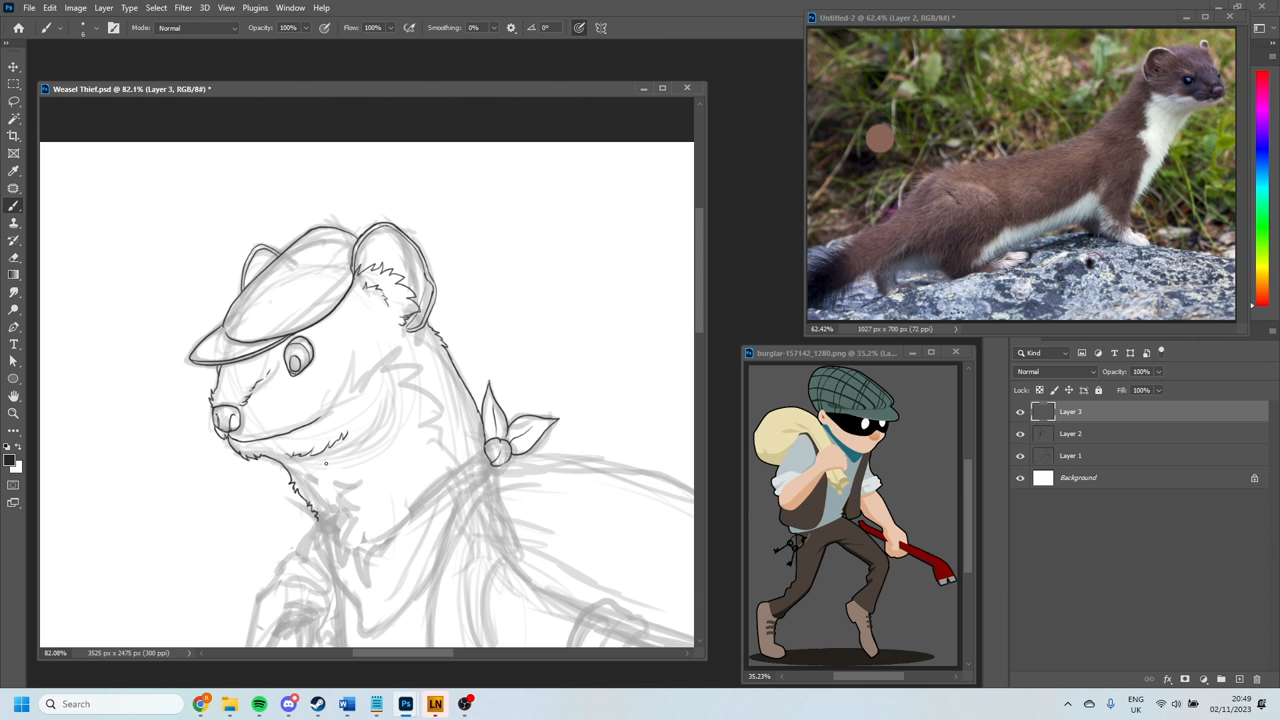 File Edit Image Layer Type Select Filter 3D View Plugins Window Help
6 Mode: Normal Opacity: 100% Flow: 100% Smoothing: 0% 0°
Untitled-2 @ 62.4% (Layer 2, RGB/8#) *
Weasel Thief.psd @ 82.1% (Layer 3, RGB/8#) *
62.42% 1027 px x 700 px (72 ppi)
burglar-157142_1280.png @ 35.2% (La...
Kind
Normal Opacity: 100%
Lock: Fill: 100%
Layer 3
Layer 2
Layer 1
Background
82.08% 3525 px x 2475 px (300 ppi)
35.23%
Search
ENG
UK
20:49
02/11/2023